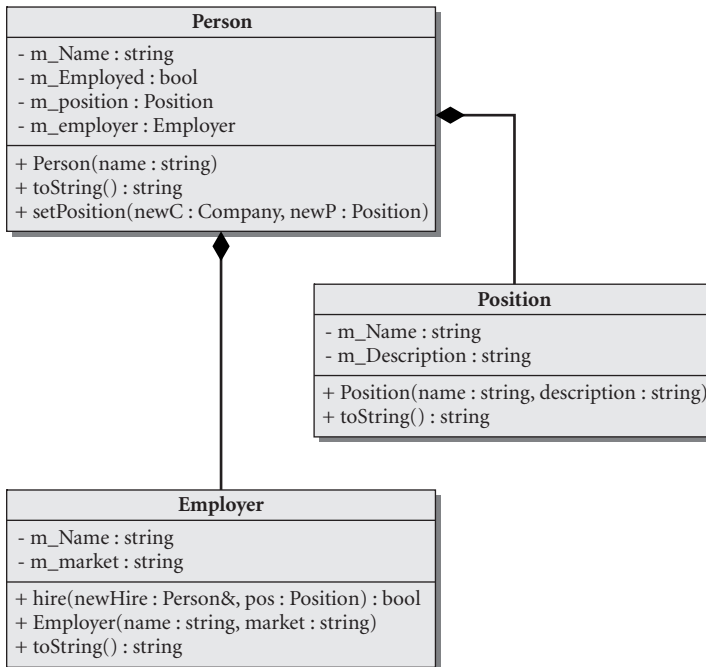 Person
- m_Name : string
- m_Employed : bool
- m_position : Position
- m_employer : Employer
+ Person(name : string)
+ toString() : string
+ setPosition(newC : Company, newP : Position)
Position
- m_Name : string
- m_Description : string
+ Position(name : string, description : string)
+ toString() : string
Employer
- m_Name : string
- m_market : string
+ hire(newHire : Person&, pos : Position) : bool
+ Employer(name : string, market : string)
+ toString() : string